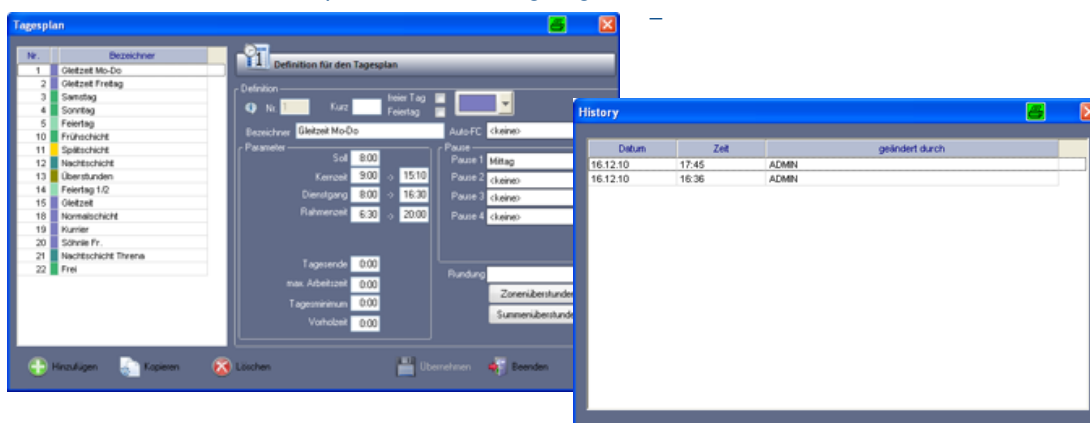 Tagesplan
Nr. Bezeichner
1 Gleitzeit Mo-Do
2 Gleitzeit Freitag
3 Samstag
4 Sonntag
5 Feiertag
10 Frühschicht
11 Spätschicht
12 Nachtschicht
13 Überstunden
14 Feiertag 1/2
15 Gleitzeit
18 Normalschicht
19 Kurrier
20 Söhnle Fr.
21 Nachtschicht Threna
22 Frei
Hinzufügen Kopieren Löschen Übernehmen Beenden
1 Definition für den Tagesplan
Definition
Nr. 1 Kurz freier Tag
Feiertag
Bezeichner Gleitzeit Mo-Do Auto-FC <keine>
Parameter
Soll 8:00
Kernzeit 9:00 -> 15:10
Dienstgang 8:00 -> 16:30
Rahmenzeit 6:30 -> 20:00
Tagesende 0:00
max. Arbeitszeit 0:00
Tagesminimum 0:00
Vorholzeit 0:00
Pause
Pause 1 Mittag
Pause 2 <keine>
Pause 3 <keine>
Pause 4 <keine>
Rundung
Zonenüberstunden
Summenüberstunde
History
Datum Zeit geändert durch
16.12.10 17:45 ADMIN
16.12.10 16:36 ADMIN